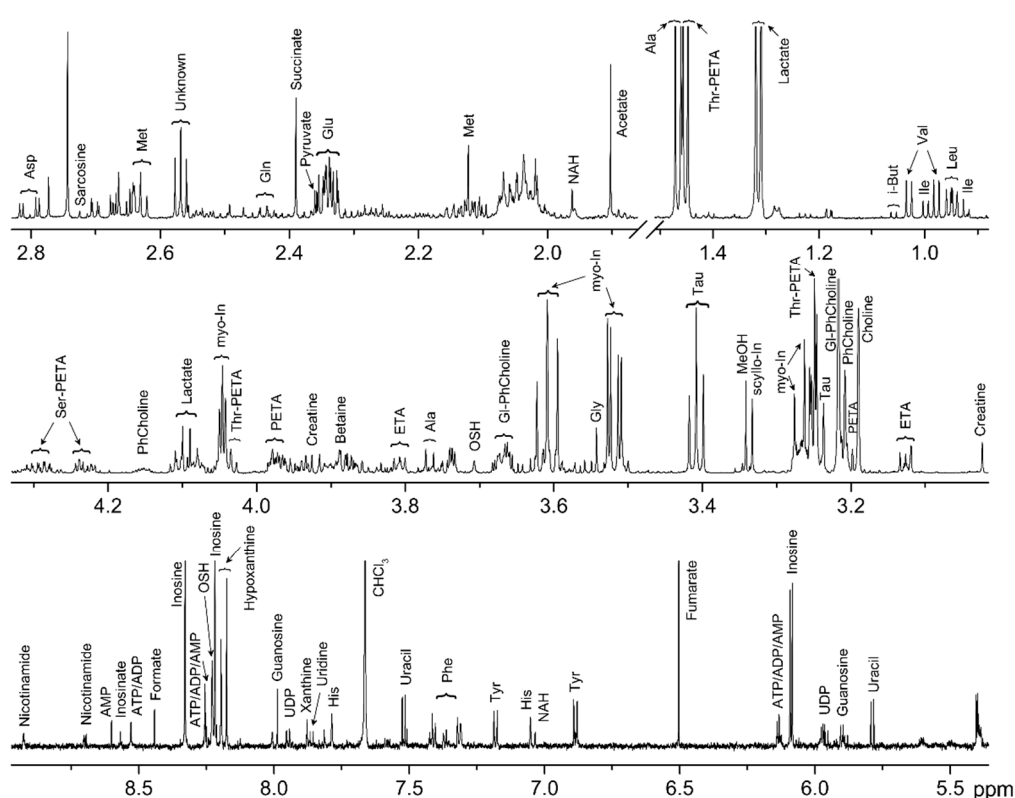 Asp
Sarcosine
Met
Unknown
Gln
Succinate
Pyruvate
Glu
Met
NAH
Acetate
Ala
Thr-PETA
Lactate
i-But
Val
Ile
Leu
Ile
2.8 2.6 2.4 2.2 2.0 1.4 1.2 1.0
Ser-PETA
PhCholine
Lactate
myo-In
Thr-PETA
PETA
Creatine
Betaine
ETA
Ala
OSH
Gl-PhCholine
myo-In
Gly
Tau
MeOH
scyllo-In
myo-In
Thr-PETA
Tau
Gl-PhCholine
PhCholine
PETA
Choline
ETA
Creatine
4.2 4.0 3.8 3.6 3.4 3.2
Nicotinamide
Nicotinamide
AMP
Inosinate
ATP/ADP
Formate
Inosine
ATP/ADP/AMP
OSH
Inosine
Hypoxanthine
Guanosine
UDP
Xanthine
Uridine
His
CHCl3
Uracil
Phe
Tyr
His
NAH
Tyr
Fumarate
ATP/ADP/AMP
Inosine
UDP
Guanosine
Uracil
8.5 8.0 7.5 7.0 6.5 6.0 5.5 ppm